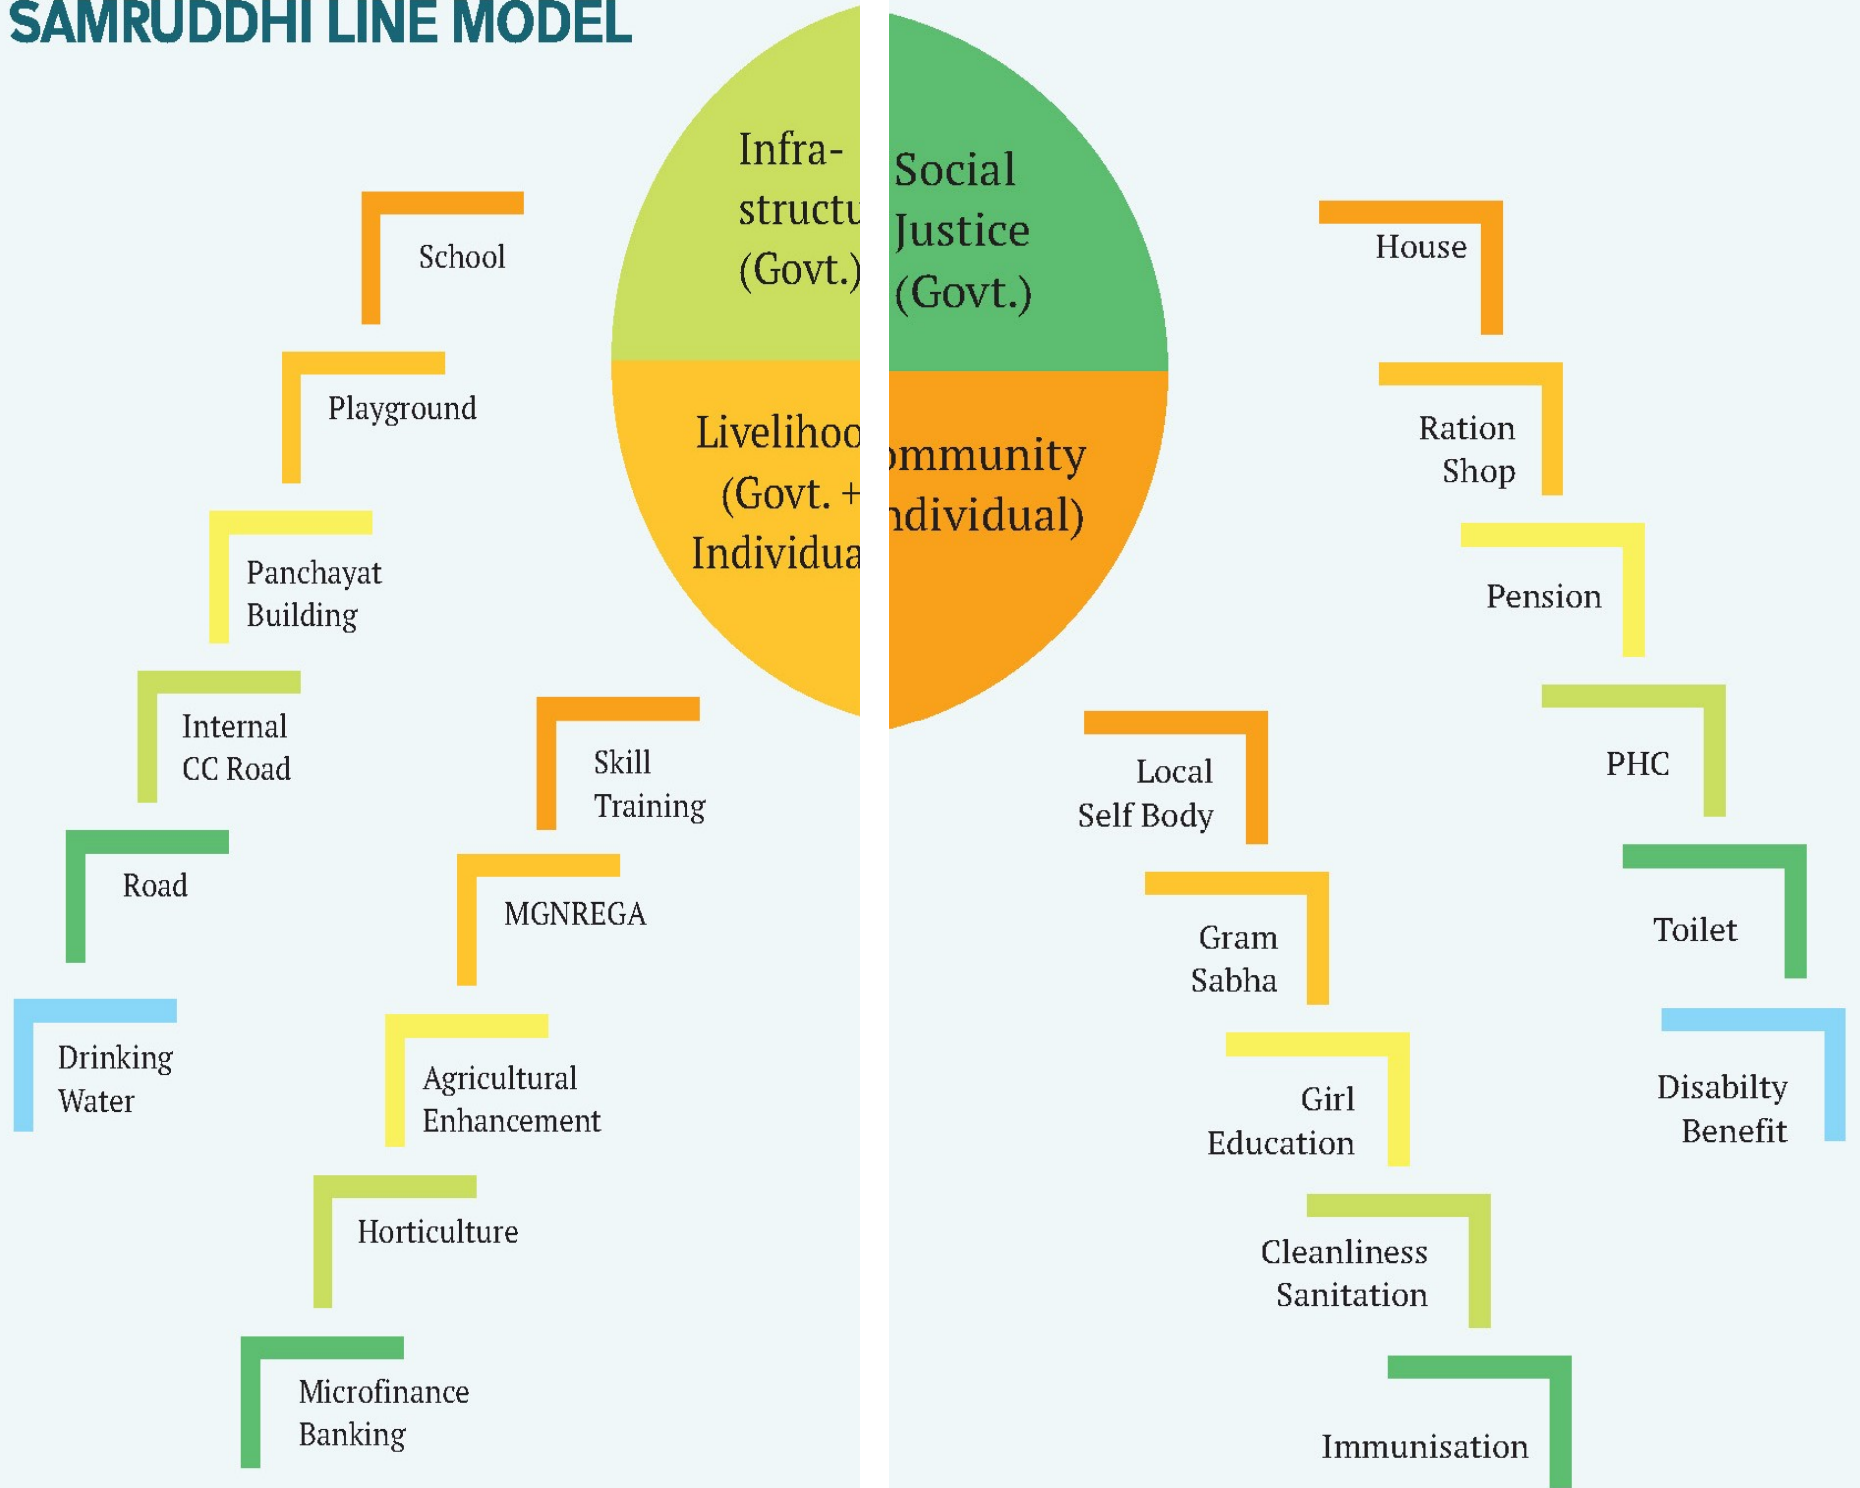 SAMRUDDHI LINE MODEL
Infra-
structu
(Govt.)
Livelihoo
(Govt. +
Individua
Social
Justice
(Govt.)
ommunity
ndividual)
School
Playground
Panchayat
Building
Internal
CC Road
Road
Drinking
Water
Skill
Training
MGNREGA
Agricultural
Enhancement
Horticulture
Microfinance
Banking
House
Ration
Shop
Pension
PHC
Toilet
Disabilty
Benefit
Local
Self Body
Gram
Sabha
Girl
Education
Cleanliness
Sanitation
Immunisation